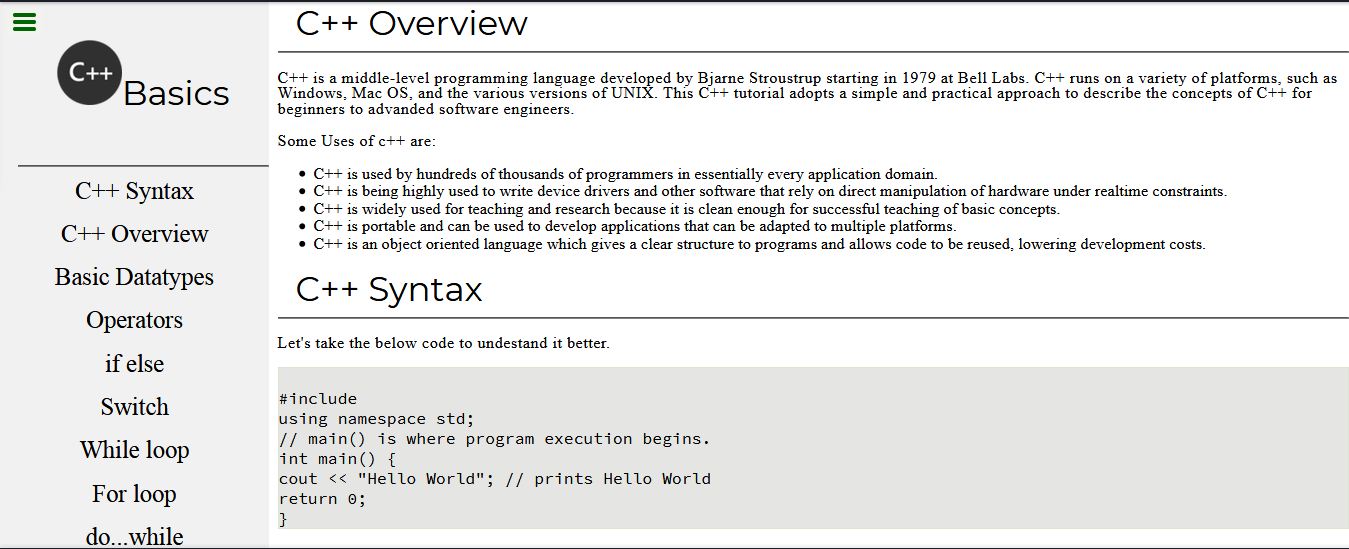 C++
Basics
C++ Syntax
C++ Overview
Basic Datatypes
Operators
if else
Switch
While loop
For loop
do...while
C++ Overview
C++ is a middle-level programming language developed by Bjarne Stroustrup starting in 1979 at Bell Labs. C++ runs on a variety of platforms, such as
Windows, Mac OS, and the various versions of UNIX. This C++ tutorial adopts a simple and practical approach to describe the concepts of C++ for
beginners to advanded software engineers.
Some Uses of c++ are:
• C++ is used by hundreds of thousands of programmers in essentially every application domain.
• C++ is being highly used to write device drivers and other software that rely on direct manipulation of hardware under realtime constraints.
• C++ is widely used for teaching and research because it is clean enough for successful teaching of basic concepts.
• C++ is portable and can be used to develop applications that can be adapted to multiple platforms.
• C++ is an object oriented language which gives a clear structure to programs and allows code to be reused, lowering development costs.
C++ Syntax
Let's take the below code to undestand it better.
#include
using namespace std;
// main() is where program execution begins.
int main() {
cout << "Hello World"; // prints Hello World
return 0;
}